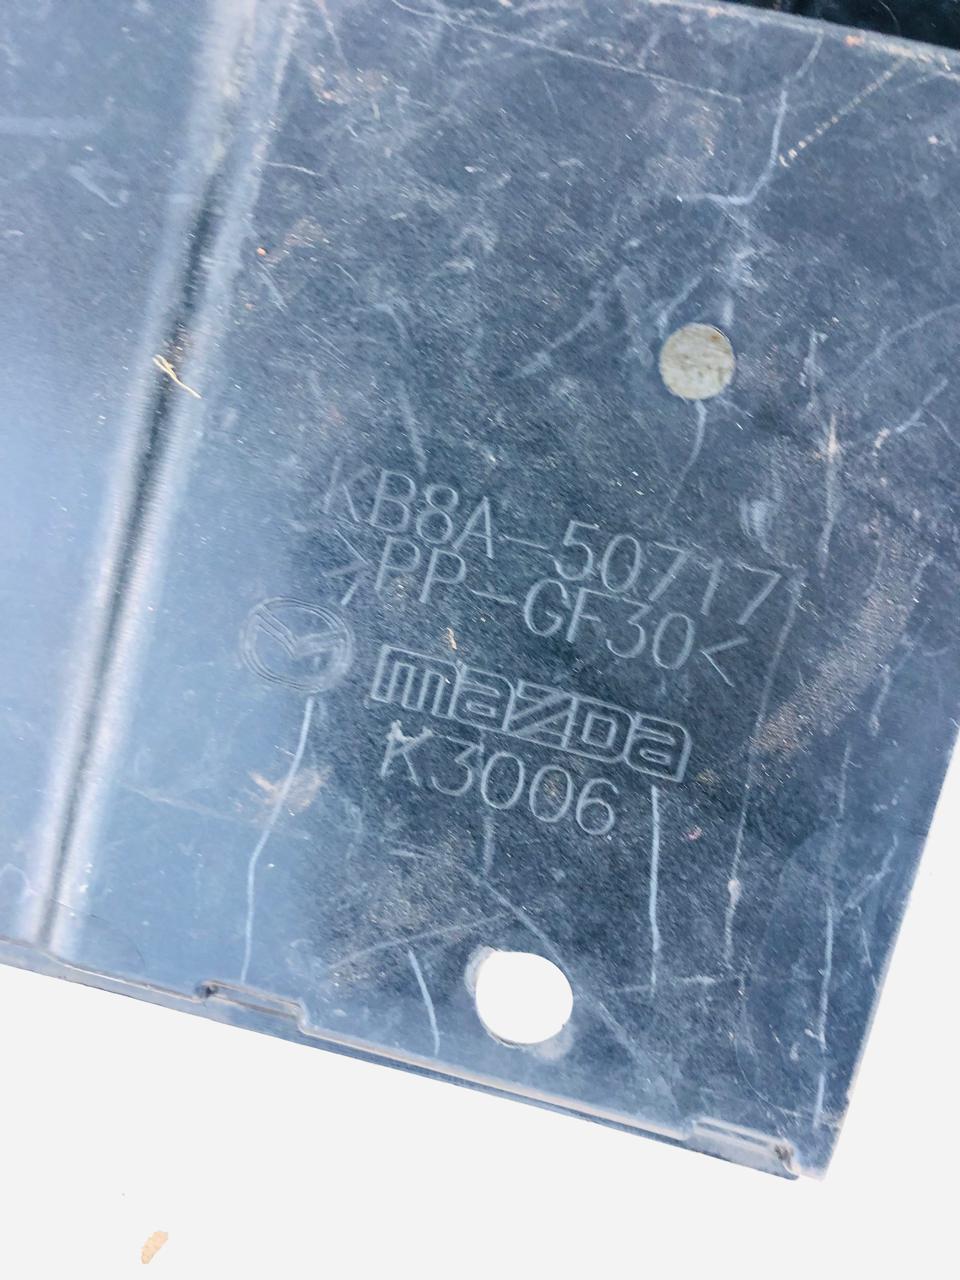 KB8A-50717
>PP-GF30<
mazda
K3006